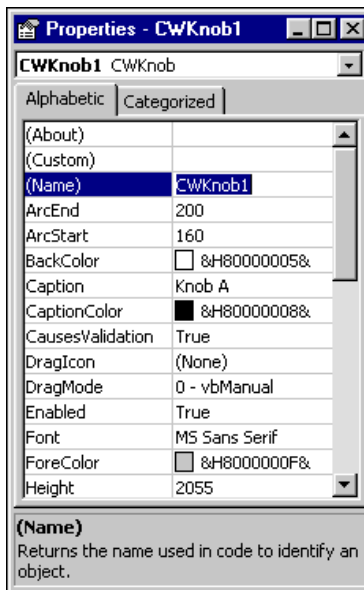 Properties - CWKnob1
CWKnob1 CWKnob
Alphabetic Categorized
(About)
(Custom)
(Name) CWKnob1
ArcEnd 200
ArcStart 160
BackColor &H80000005&
Caption Knob A
CaptionColor &H80000008&
CausesValidation True
DragIcon (None)
DragMode 0 - vbManual
Enabled True
Font MS Sans Serif
ForeColor &H8000000F&
Height 2055
(Name)
Returns the name used in code to identify an
object.